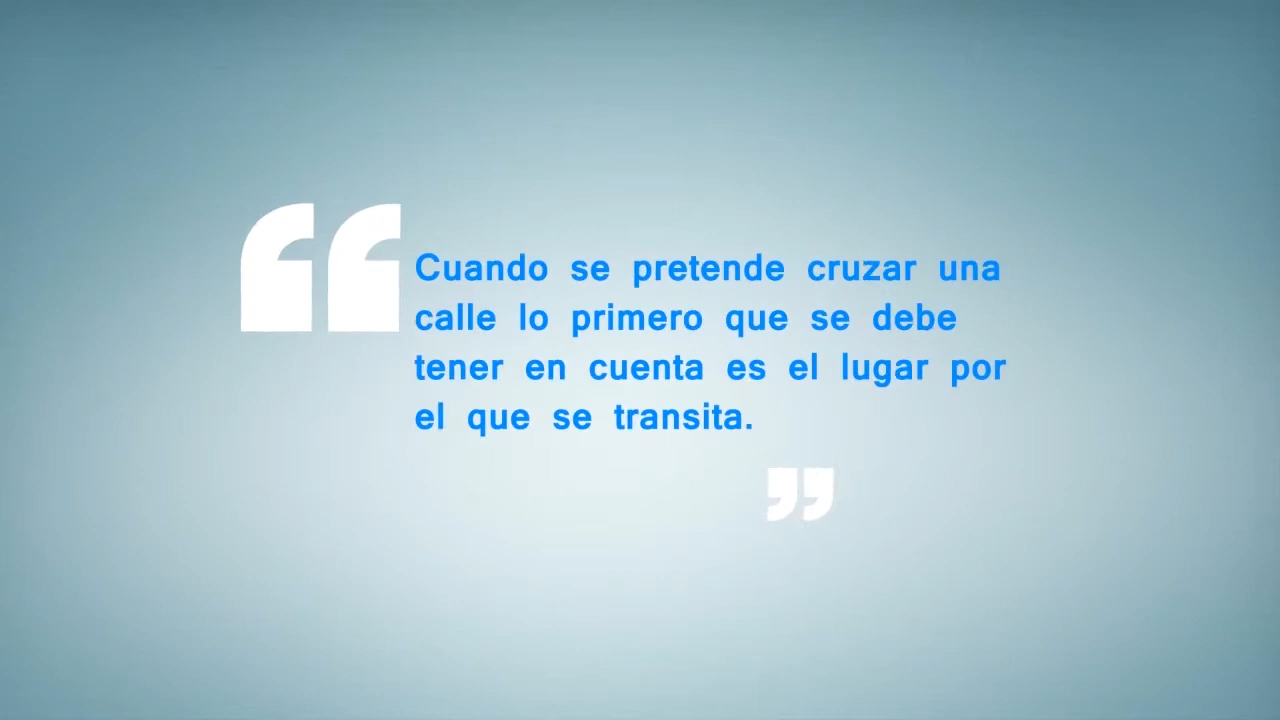 “Cuando se pretende cruzar una
calle lo primero que se debe
tener en cuenta es el lugar por
el que se transita.
”